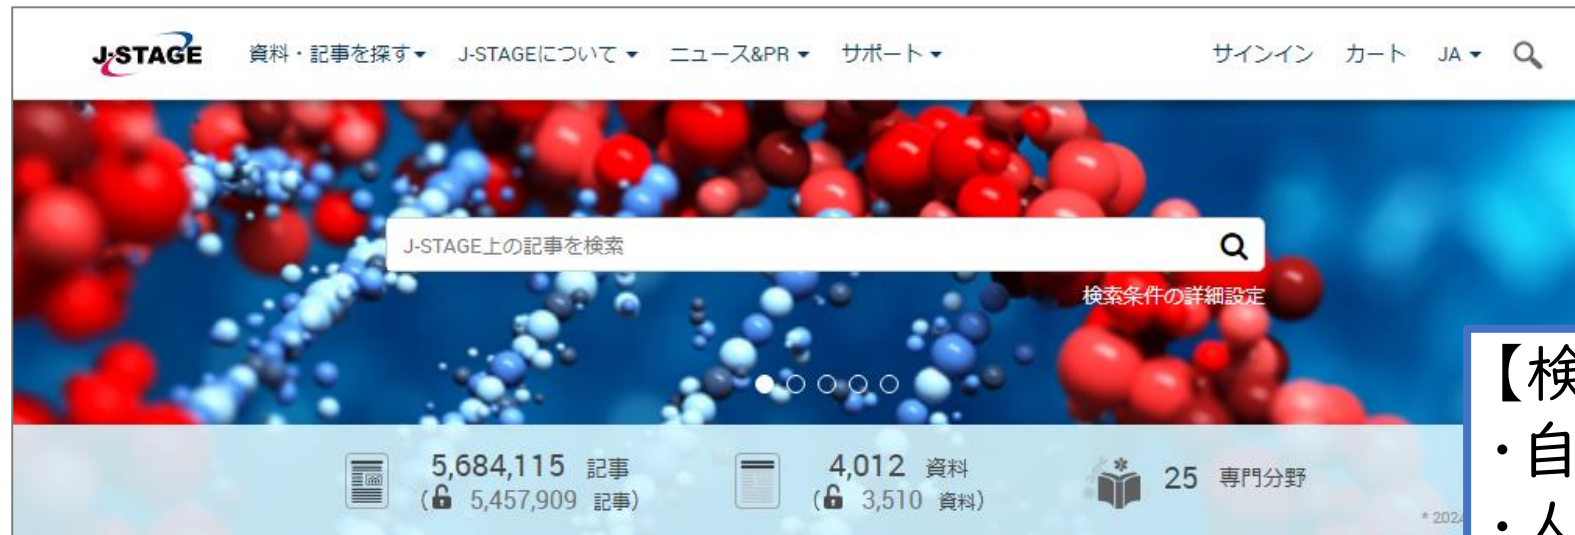 J-STAGE 資料・記事を探す▼ J-STAGEについて▼ ニュース&PR▼ サポート▼ サインイン カート JA▼
J-STAGE上の記事を検索
検索条件の詳細設定
【検
・自
・人
5,684,115 記事 4,012 資料 25 専門分野
( 5,457,909 記事) ( 3,510 資料)
* 2024